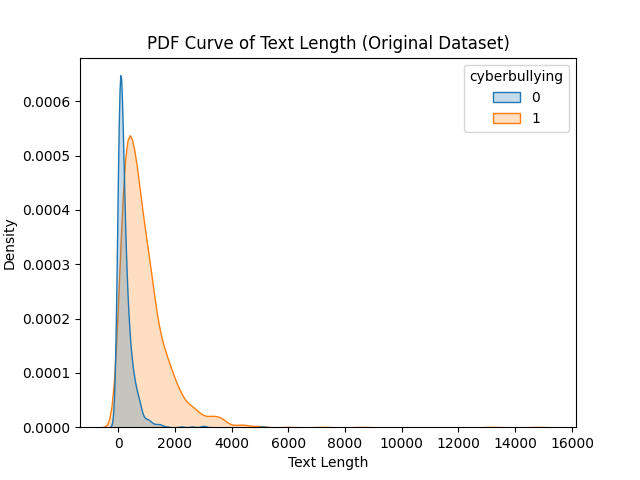 PDF Curve of Text Length (Original Dataset)
cyberbullying
0
1
0.0006
0.0005
0.0004
0.0003
0.0002
0.0001
0.0000
Density
0 2000 4000 6000 8000 10000 12000 14000 16000
Text Length